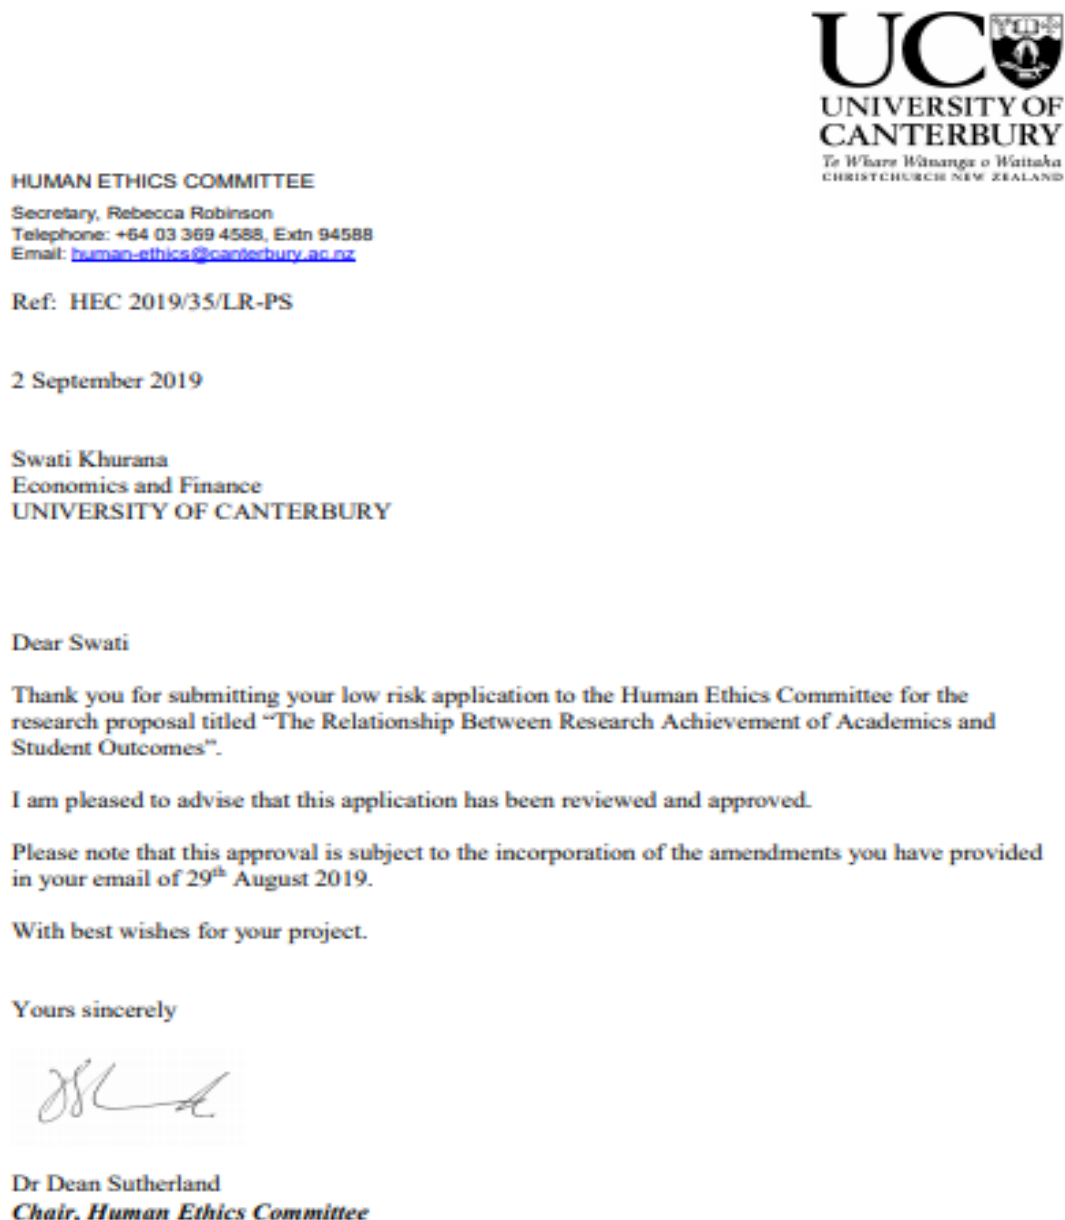 UC
UNIVERSITY OF
CANTERBURY
Te Whare Wānanga o Waitaha
CHRISTCHURCH NEW ZEALAND
HUMAN ETHICS COMMITTEE
Secretary, Rebecca Robinson
Telephone: +64 03 369 4588, Extn 94588
Email: human-ethics@canterbury.ac.nz
Ref: HEC 2019/35/LR-PS
2 September 2019
Swati Khurana
Economics and Finance
UNIVERSITY OF CANTERBURY
Dear Swati
Thank you for submitting your low risk application to the Human Ethics Committee for the
research proposal titled “The Relationship Between Research Achievement of Academics and
Student Outcomes”.
I am pleased to advise that this application has been reviewed and approved.
Please note that this approval is subject to the incorporation of the amendments you have provided
in your email of 29th August 2019.
With best wishes for your project.
Yours sincerely
Dr Dean Sutherland
Chair, Human Ethics Committee